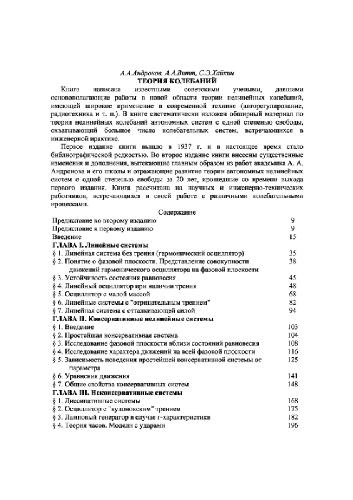 А.А.Андронов, А.А.Витт, С.Э.Хайкин
ТЕОРИЯ КОЛЕБАНИЙ
Книга написана известными советскими учеными, давшими
основополагающие работы в новой области теории нелинейных колебаний,
имеющей широкое применение в современной технике (авторегулирование,
радиотехника и т. п.). В книге систематически изложен обширный материал по
теории нелинейных колебаний автономных систем с одной степенью свободы,
охватывающий большое число колебательных систем, встречающихся в
инженерной практике.
Первое издание книги вышло в 1937 г. и в настоящее время стало
библиографической редкостью. Во второе издание книги внесены существенные
изменения и дополнения, вытекающие главным образом из работ академика А. А.
Андронова и его школы и отражающие развитие теории автономных нелинейных
систем с одной степенью свободы за 20 лет, прошедшие со времени выхода
первого издания. Книга рассчитана на научных и инженерно-технических
работников, встречающихся в своей работе с различными колебательными
процессами.
Содержание
Предисловие ко второму изданию 9
Предисловие к первому изданию 9
Введение 15
ГЛАВА I. Линейные системы
§ 1. Линейная система без трения (гармонический осциллятор) 35
§ 2. Понятие о фазовой плоскости. Представление совокупности 38
движений гармонического осциллятора на фазовой плоскости
§ 3. Устойчивость состояния равновесия 45
§ 4. Линейный осциллятор при наличии трения 48
§ 5. Осциллятор с малой массой 68
§ 6. Линейные системы с "отрицательным трением" 82
§ 7. Линейная система с отталкивающей силой 94
ГЛАВА II. Консервативные нелинейные системы
§ 1. Введение 103
§ 2. Простейшая консервативная система 104
§ 3. Исследование фазовой плоскости вблизи состояний равновесия 108
§ 4. Исследование характера движений на всей фазовой плоскости 116
§ 5. Зависимость поведения простейшей консервативной системы от 125
параметра
§ 6. Уравнения движения 141
§ 7. Общие свойства консервативных систем 148
ГЛАВА III. Неконсервативные системы
§ 1. Диссипативные системы 168
§ 2. Осциллятор с "кулоновским" трением 175
§ 3. Ламповый генератор в случае г-характеристики 182
§ 4. Теория часов. Модели с ударами 196